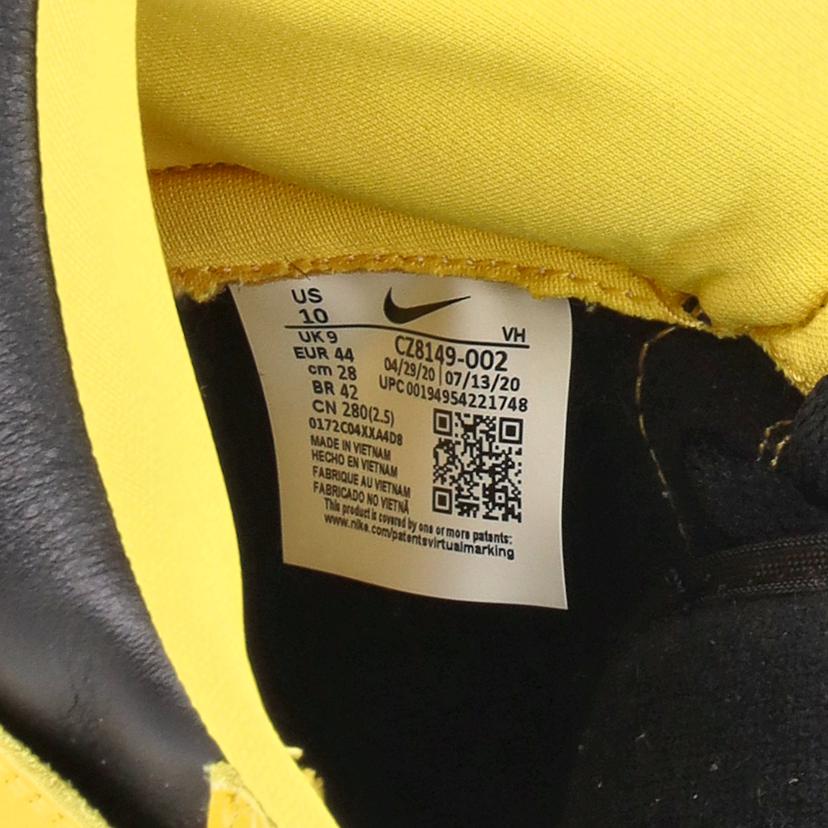 US
10
VH
UK 9
EUR 44
cm 28
BR 42
CN 280(2.5)
CZ8149-002
04/29/20 | 07/13/20
UPC 00194954221748
0172C04XXA4D8
MADE IN VIETNAM
HECHO EN VIETNAM
FABRIQUE AU VIETNAM
FABRICADO NO VIETNÃ
This product is covered by one or more patents:
www.nike.com/patentsvirtualmarking